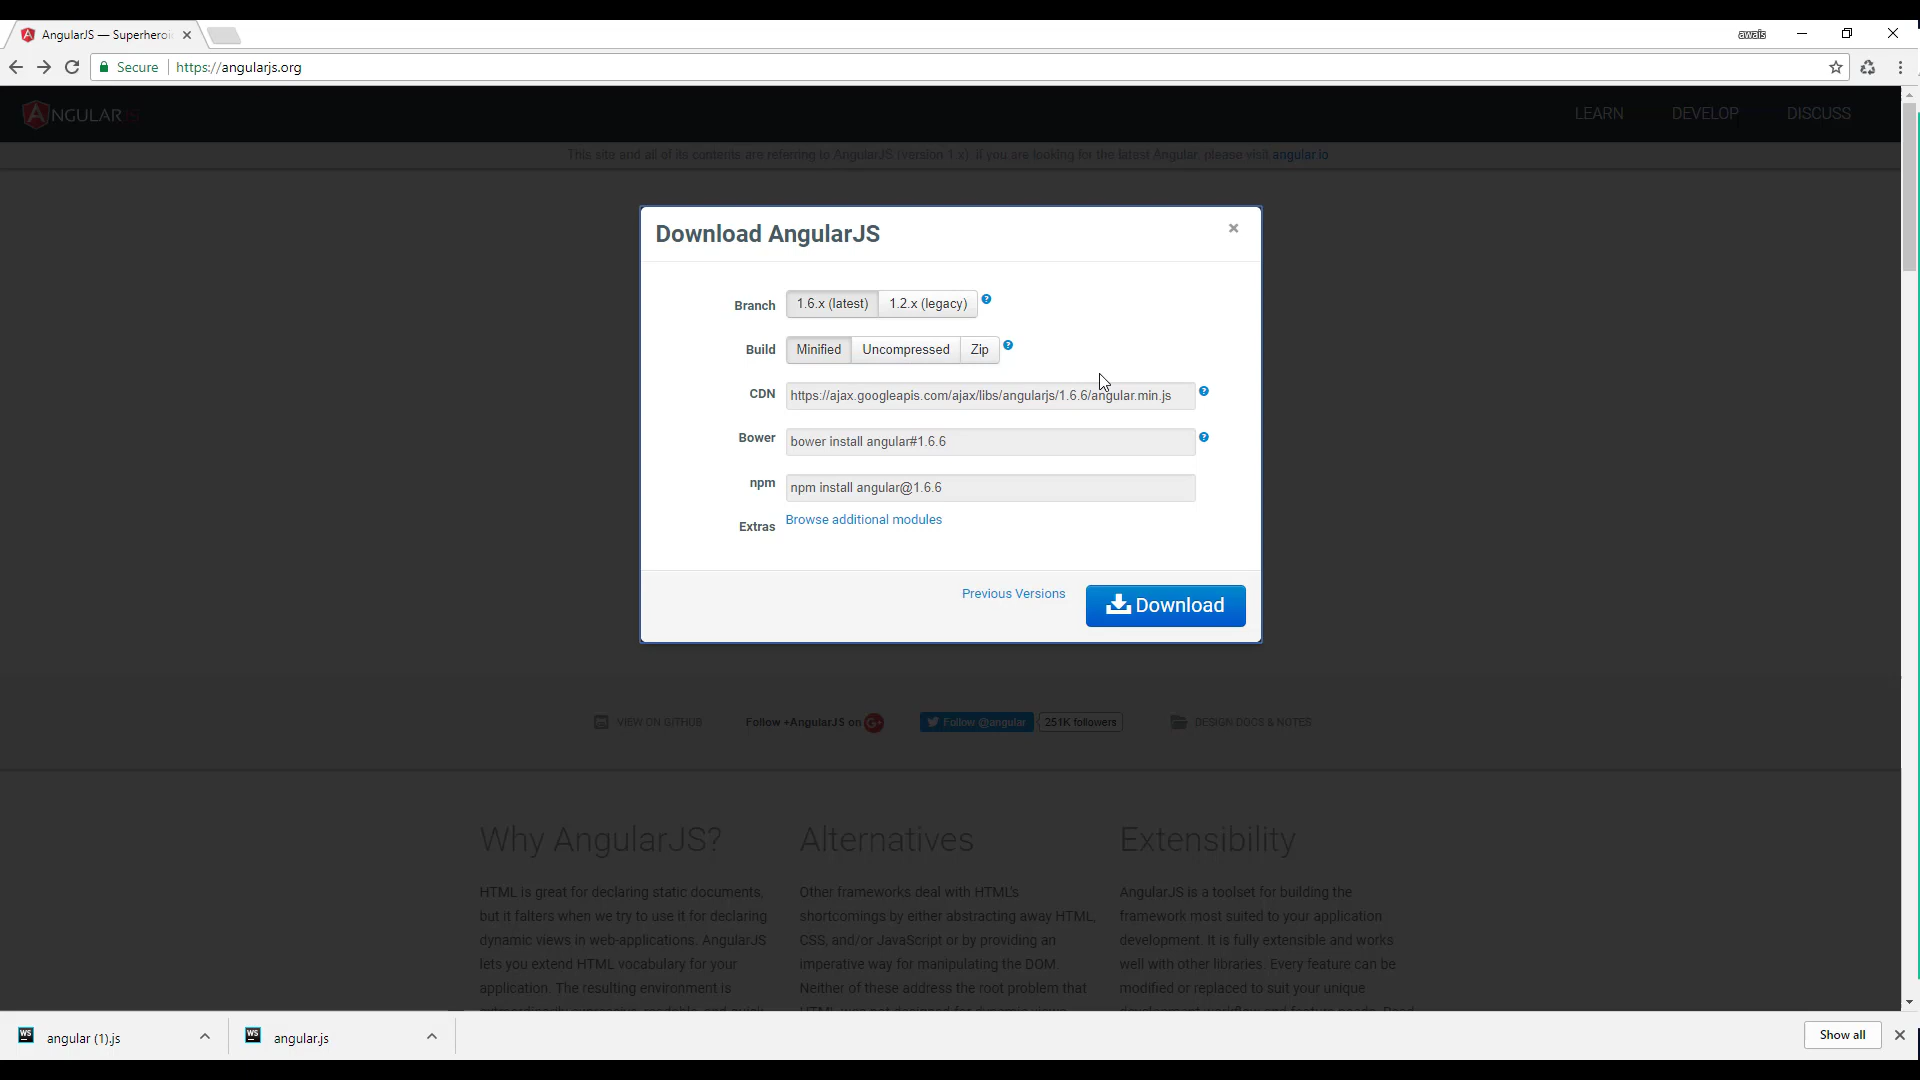 AngularJS — Superheroi
awais
Secure
https://angularjs.org
ANGULARJS
LEARN
DEVELOP
DISCUSS
This site and all of its contents are referring to AngularJS (version 1.x), if you are looking for the latest Angular, please visit angular.io
Download AngularJS
×
Branch
1.6.x (latest)
1.2.x (legacy)
?
Build
Minified
Uncompressed
Zip
?
CDN
https://ajax.googleapis.com/ajax/libs/angularjs/1.6.6/angular.min.js
?
Bower
bower install angular#1.6.6
?
npm
npm install angular@1.6.6
Extras
Browse additional modules
Previous Versions
Download
VIEW ON GITHUB
Follow +AngularJS on
G+
Follow @angular
251K followers
DESIGN DOCS & NOTES
Why AngularJS?
HTML is great for declaring static documents,
but it falters when we try to use it for declaring
dynamic views in web-applications. AngularJS
lets you extend HTML vocabulary for your
application. The resulting environment is
Alternatives
Other frameworks deal with HTML's
shortcomings by either abstracting away HTML,
CSS, and/or JavaScript or by providing an
imperative way for manipulating the DOM.
Neither of these address the root problem that
Extensibility
AngularJS is a toolset for building the
framework most suited to your application
development. It is fully extensible and works
well with other libraries. Every feature can be
modified or replaced to suit your unique
WS
angular (1).js
WS
angular.js
Show all